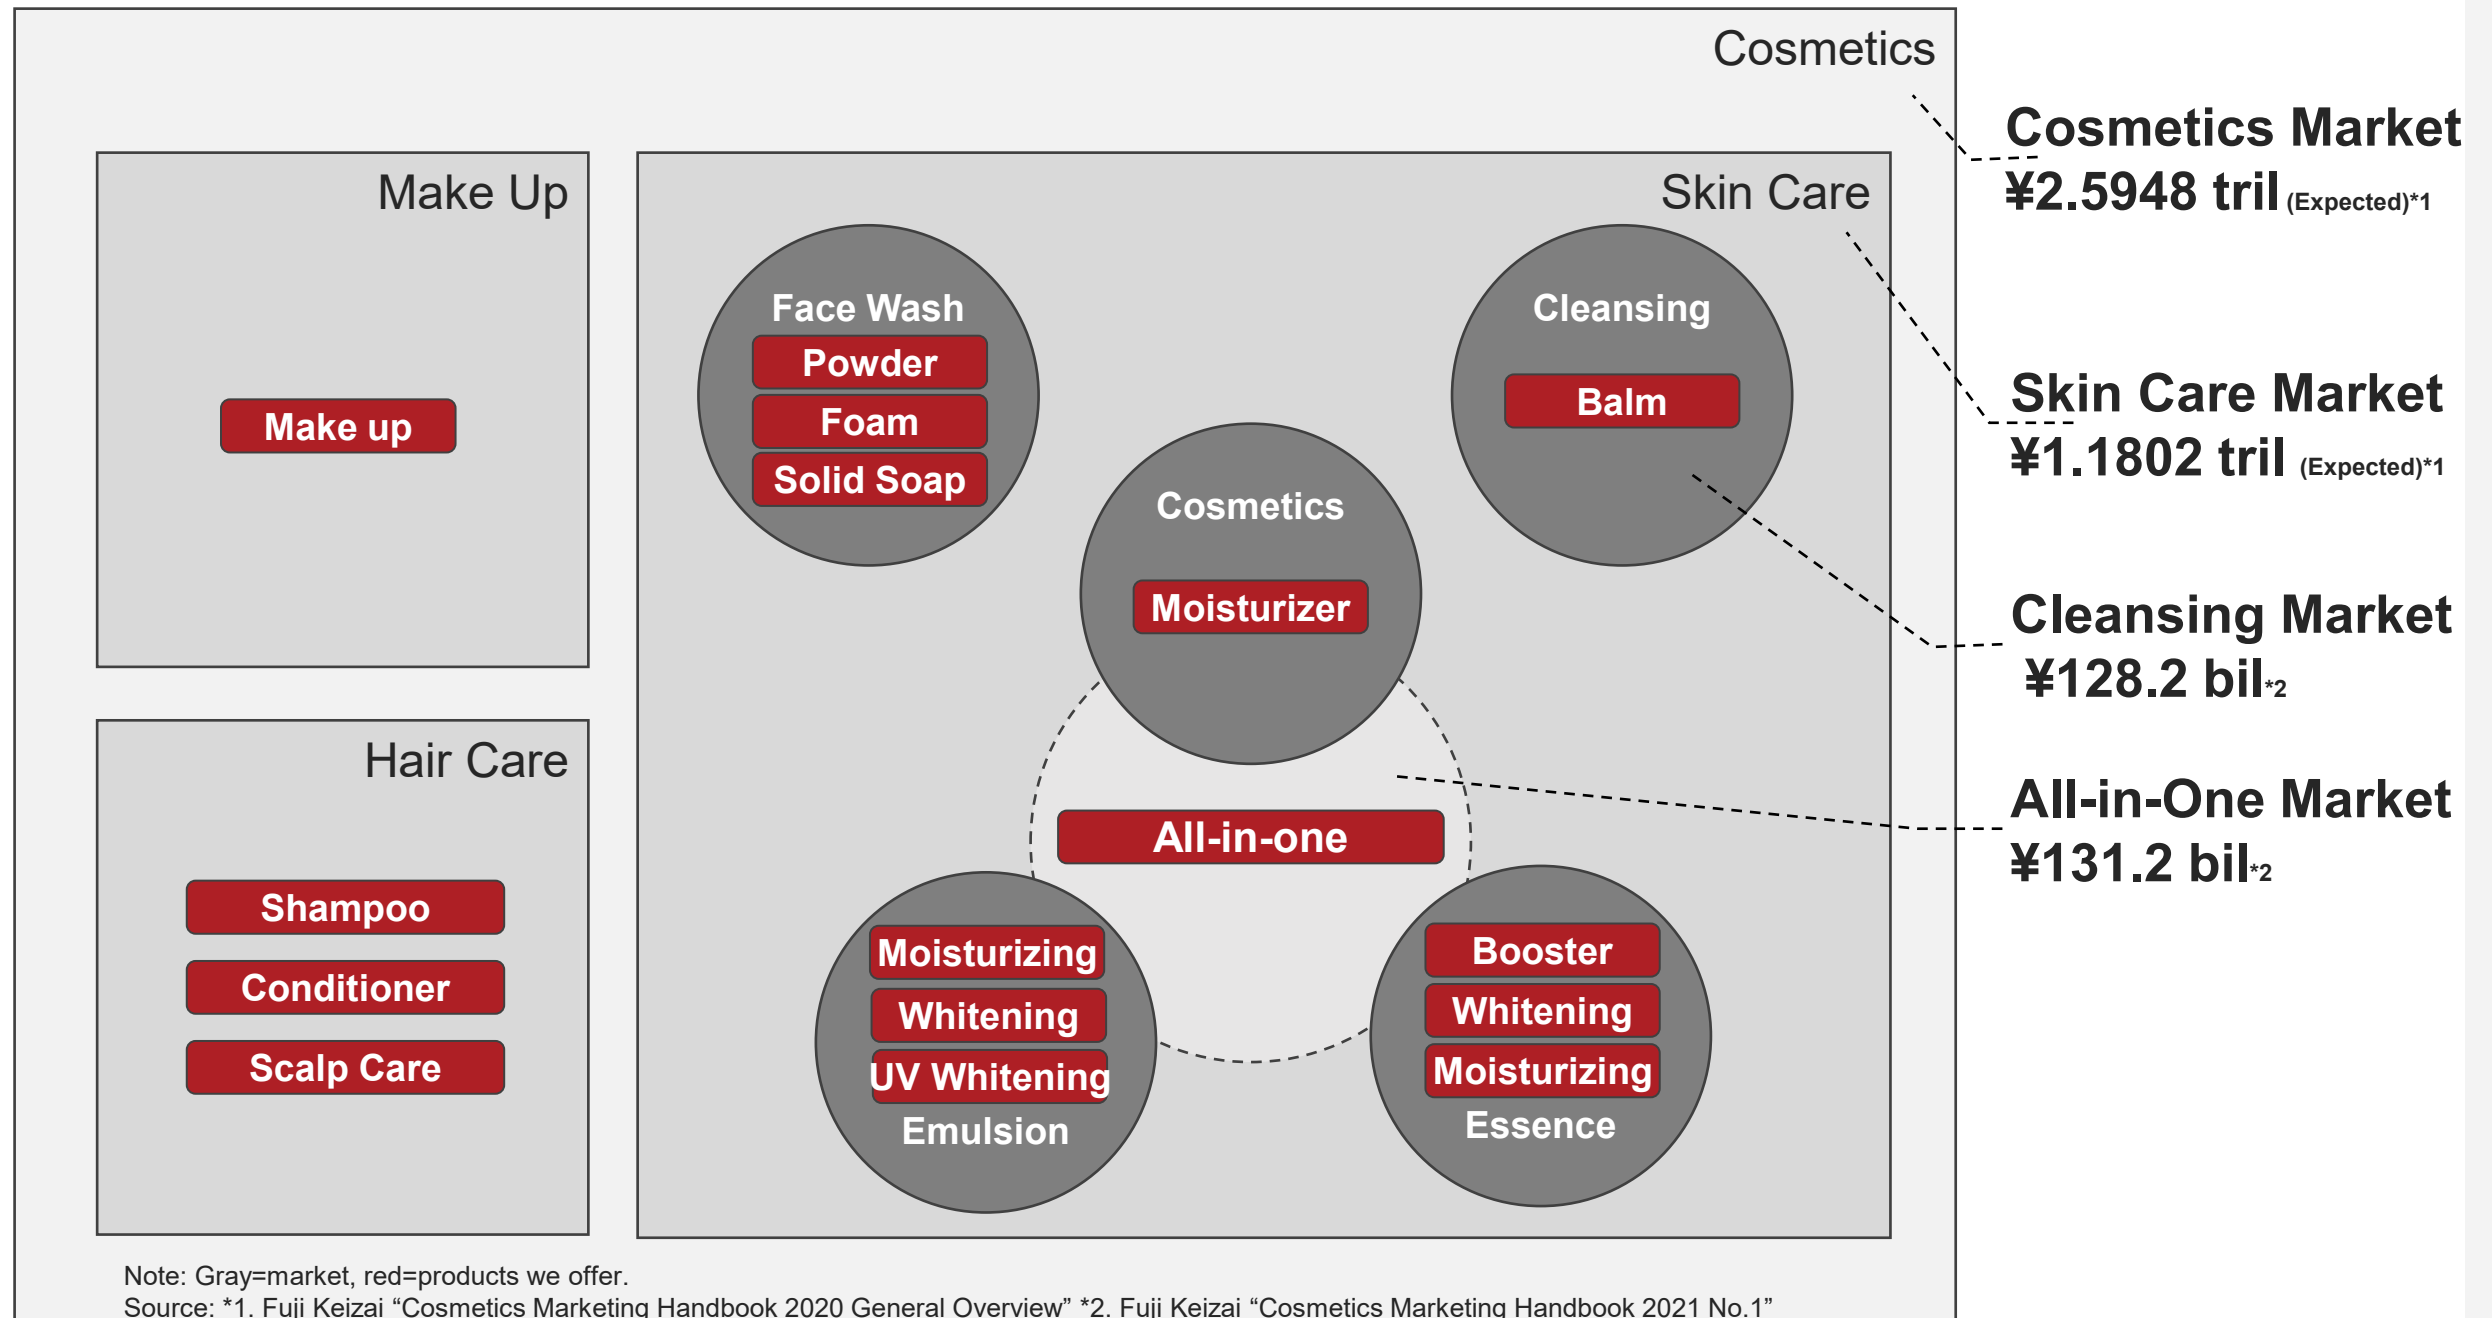 Cosmetics
Cosmetics Market
¥2.5948 tril (Expected)*1
Make Up
Make up
Skin Care
Face Wash
Powder
Foam
Solid Soap
Cleansing
Balm
Cosmetics
Moisturizer
All-in-one
Moisturizing
Whitening
UV Whitening
Emulsion
Booster
Whitening
Moisturizing
Essence
Skin Care Market
¥1.1802 tril (Expected)*1
Cleansing Market
¥128.2 bil*2
All-in-One Market
¥131.2 bil*2
Hair Care
Shampoo
Conditioner
Scalp Care
Note: Gray=market, red=products we offer.
Source: *1. Fuji Keizai “Cosmetics Marketing Handbook 2020 General Overview” *2. Fuji Keizai “Cosmetics Marketing Handbook 2021 No.1”